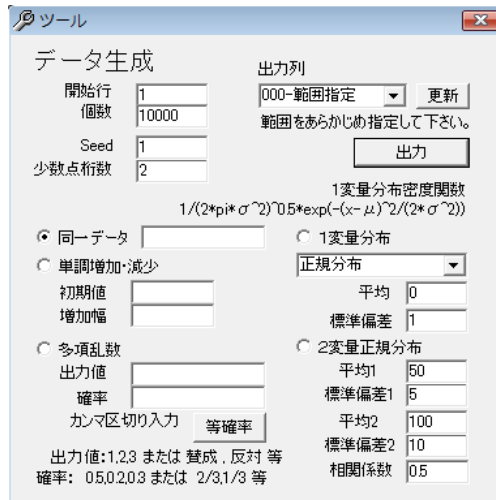 ツール
データ生成
開始行 1
個数 10000
Seed 1
少数点桁数 2
出力列
000-範囲指定 更新
範囲をあらかじめ指定して下さい。
出力
1変量分布密度関数
1/(2*pi*σ^2)^0.5*exp(-(x-μ)^2/(2*σ^2))
同一データ
単調増加・減少
初期値
増加幅
多項乱数
出力値
確率
カンマ区切り入力 等確率
出力値:1,2,3 または 賛成 , 反対 等
確率: 0.5,0.2,0.3 または 2/3,1/3 等
1変量分布
正規分布
平均 0
標準偏差 1
2変量正規分布
平均1 50
標準偏差1 5
平均2 100
標準偏差2 10
相関係数 0.5